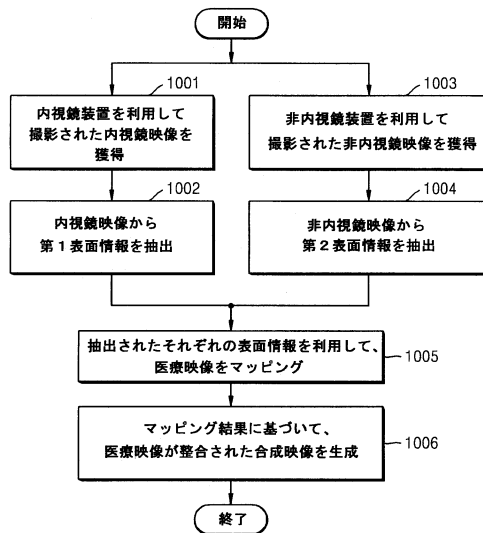 開始
1001
内視鏡装置を利用して
撮影された内視鏡映像を
獲得
1003
非内視鏡装置を利用して
撮影された非内視鏡映像を獲得
1002
内視鏡映像から
第1表面情報を抽出
1004
非内視鏡映像から
第2表面情報を抽出
抽出されたそれぞれの表面情報を利用して、
医療映像をマッピング
1005
マッピング結果に基づいて、
医療映像が整合された合成映像を生成
1006
終了